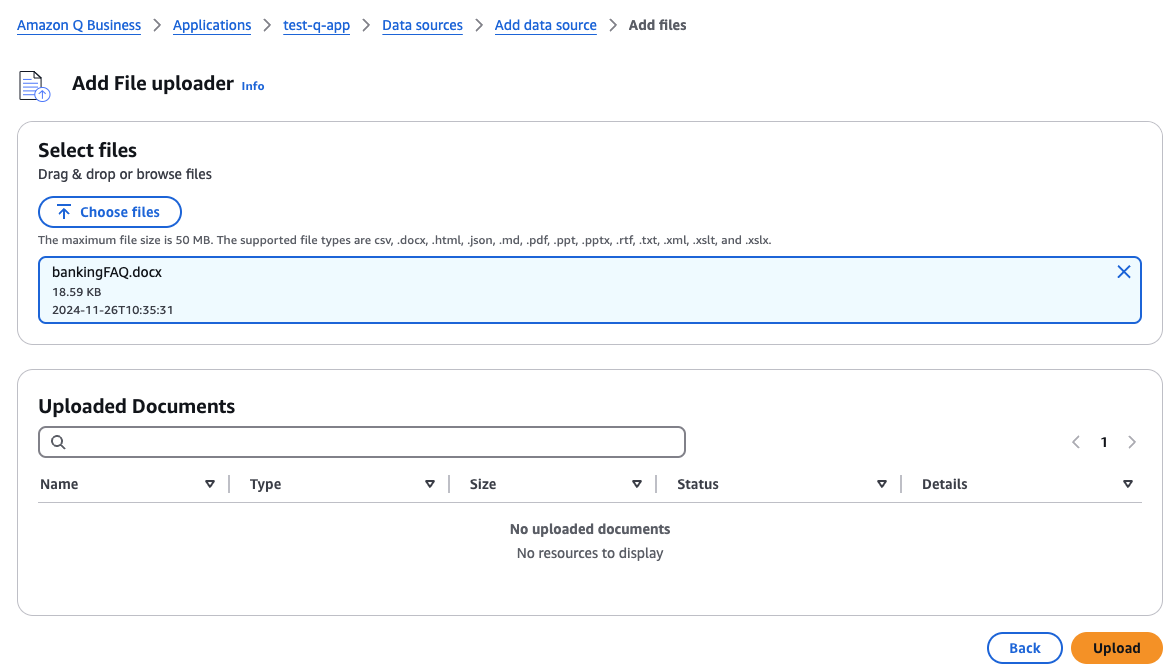 Amazon Q Business > Applications > test-q-app > Data sources > Add data source > Add files
Add File uploader Info
Select files
Drag & drop or browse files
Choose files
The maximum file size is 50 MB. The supported file types are csv, .docx, .html, .json, .md, .pdf, .ppt, .pptx, .rtf, .txt, .xml, .xslt, and .xslx.
bankingFAQ.docx
18.59 KB
2024-11-26T10:35:31
Uploaded Documents
1
Name Type Size Status Details
No uploaded documents
No resources to display
Back Upload